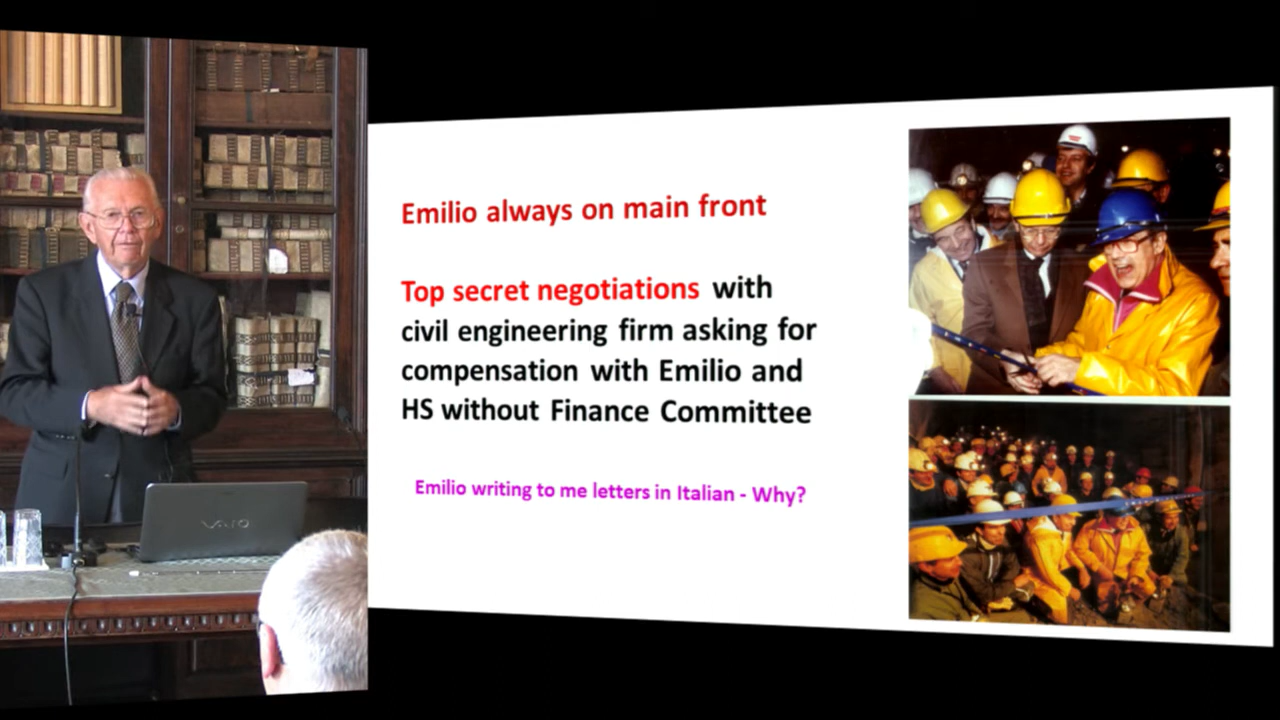 Emilio always on main front
Top secret negotiations with
civil engineering firm asking for
compensation with Emilio and
HS without Finance Committee
Emilio writing to me letters in Italian - Why?
VAIO